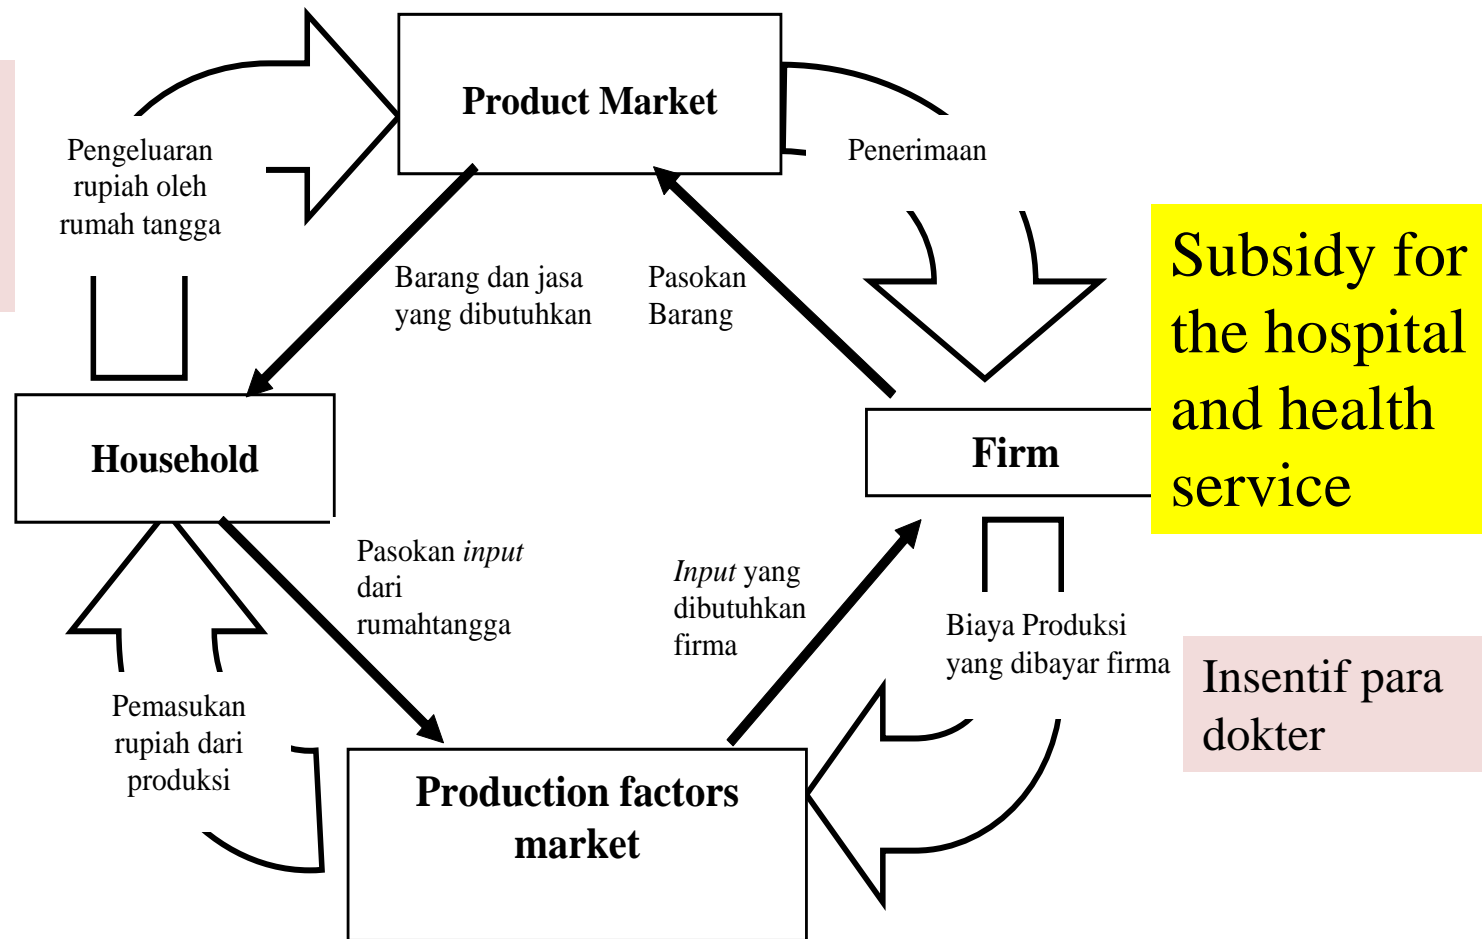 Product Market
Pengeluaran
rupiah oleh
rumah tangga
Penerimaan
Barang dan jasa
yang dibutuhkan
Pasokan
Barang
Subsidy for
the hospital
and health
service
Household
Firm
Pasokan input
dari
rumahtangga
Input yang
dibutuhkan
firma
Biaya Produksi
yang dibayar firma
Insentif para
dokter
Pemasukan
rupiah dari
produksi
Production factors
market